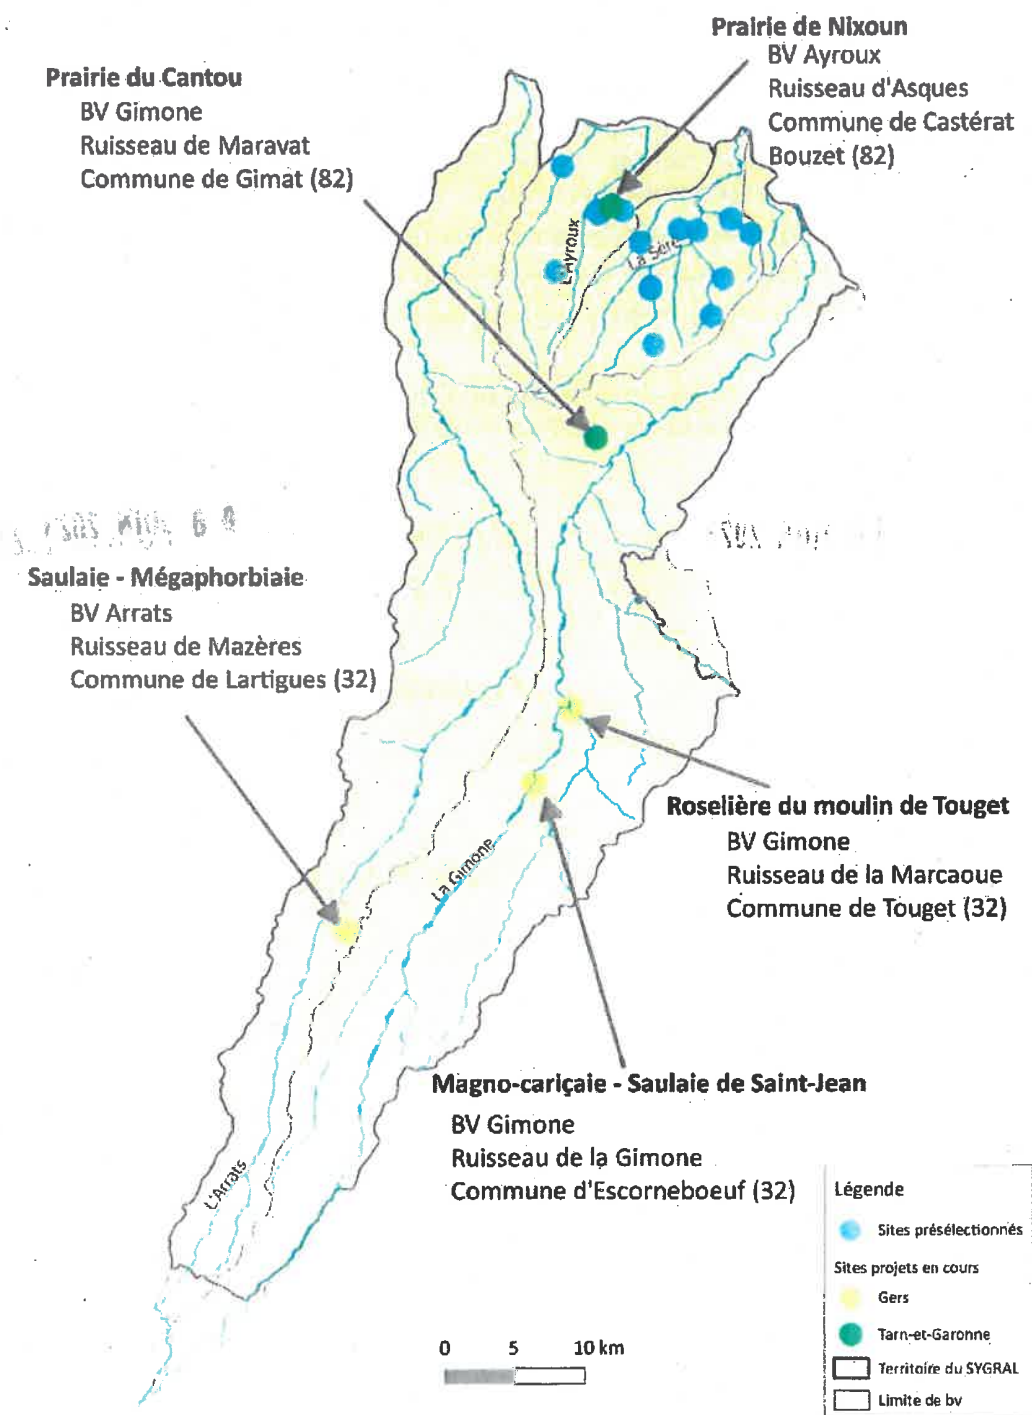 Prairie de Nixoun
BV Ayroux
Ruisseau d'Asques
Commune de Castérat
Bouzet (82)
Prairie du Cantou
BV Gimone
Ruisseau de Maravat
Commune de Gimat (82)
L'Ayroux
La Sère
Saulaie - Mégaphorbiaie
BV Arrats
Ruisseau de Mazères
Commune de Lartigues (32)
Roselière du moulin de Touget
BV Gimone
Ruisseau de la Marcaoue
Commune de Touget (32)
La Gimone
Magno-cariçaie - Saulaie de Saint-Jean
BV Gimone
Ruisseau de la Gimone
Commune d'Escorneboeuf (32)
L'Arrats
Légende
Sites présélectionnés
Sites projets en cours
Gers
Tarn-et-Garonne
Territoire du SYGRAL
Limite de bv
0 5 10 km